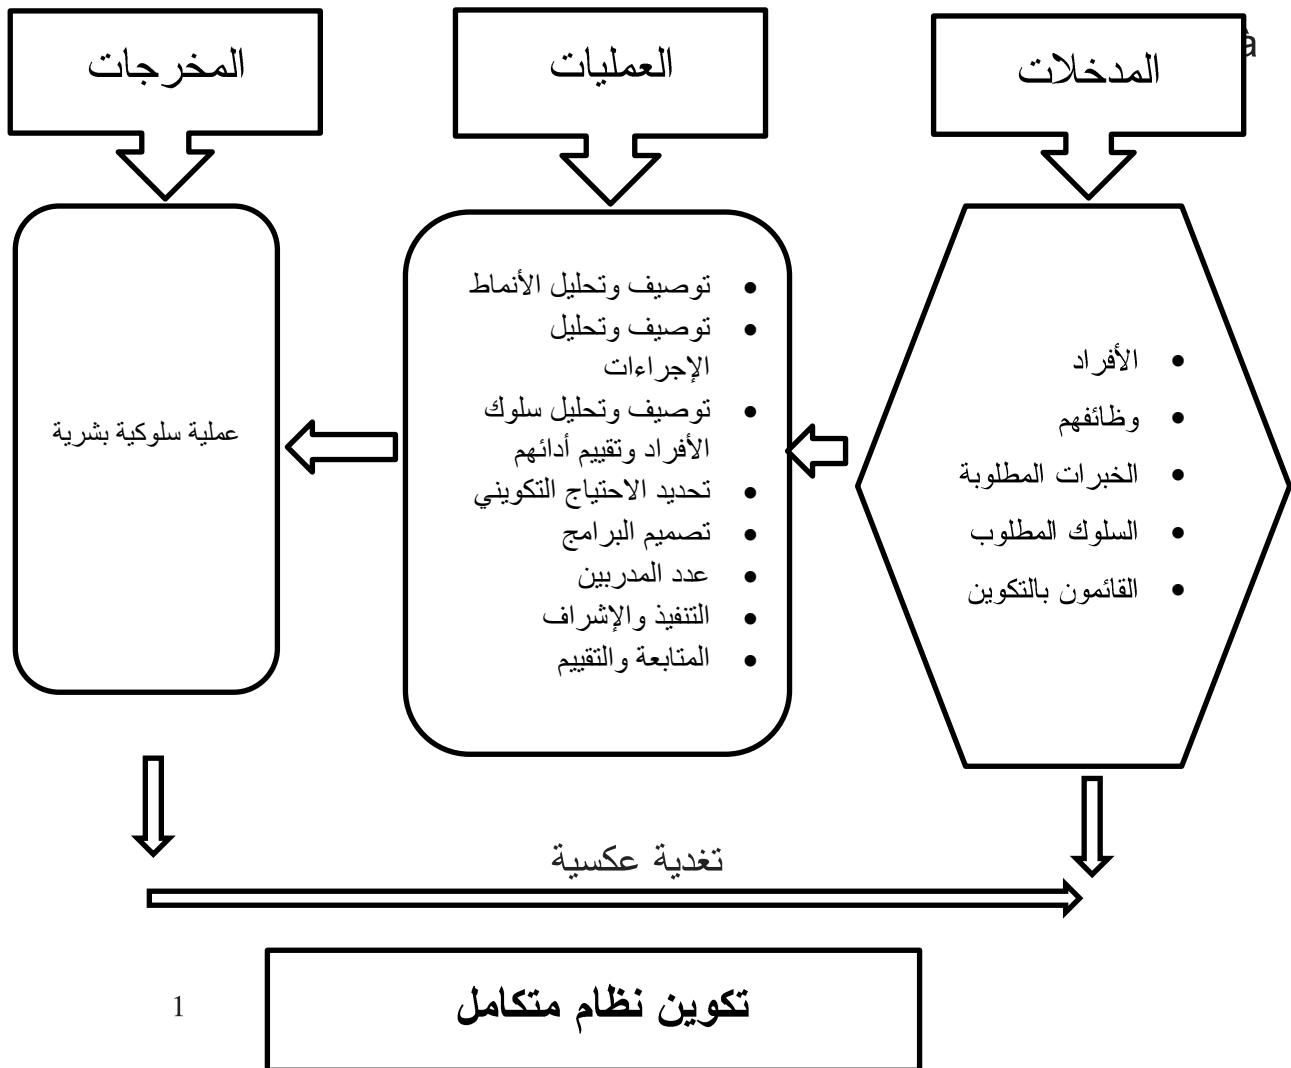 à
المدخلات
العمليات
المخرجات
• الأفراد
• وظائفهم
• الخبرات المطلوبة
• السلوك المطلوب
• القائمون بالتكوين
• توصيف وتحليل الأنماط
• توصيف وتحليل
الإجراءات
• توصيف وتحليل سلوك
الأفراد وتقييم أدائهم
• تحديد الاحتياج التكويني
• تصميم البرامج
• عدد المدربين
• التنفيذ والإشراف
• المتابعة والتقييم
عملية سلوكية بشرية
تغدية عكسية
تكوين نظام متكامل
1